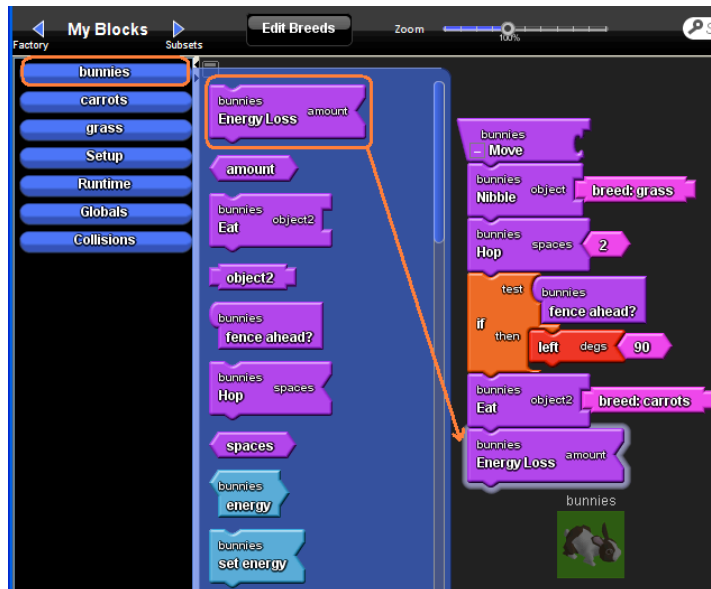 My Blocks
Edit Breeds
Zoom
100%
Factory
Subsets
bunnies
carrots
grass
Setup
Runtime
Globals
Collisions
bunnies
Energy Loss amount
amount
bunnies
Eat object2
object2
bunnies
fence ahead?
bunnies
Hop spaces
spaces
bunnies
energy
bunnies
set energy
bunnies
Move
bunnies
Nibble object breed: grass
bunnies
Hop spaces 2
test bunnies
fence ahead?
if
then
left degs 90
bunnies
Eat object2 breed: carrots
bunnies
Energy Loss amount
bunnies